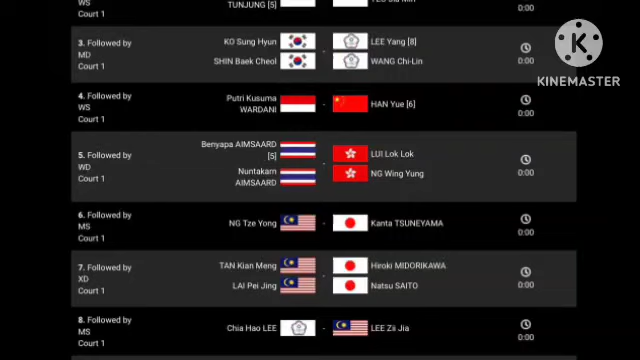 WS
TUNJUNG [5]
Court 1
0:00
3. Followed by
MD
Court 1
KO Sung Hyun
SHIN Baek Cheol
-
LEE Yang [8]
WANG Chi-Lin
0:00
KINEMASTER
4. Followed by
WS
Court 1
Putri Kusuma
WARDANI
-
HAN Yue [6]
0:00
5. Followed by
WD
Court 1
Benyapa AIMSAARD
[5]
Nuntakarn
AIMSAARD
-
LUI Lok Lok
NG Wing Yung
0:00
6. Followed by
MS
Court 1
NG Tze Yong
-
Kanta TSUNEYAMA
0:00
7. Followed by
XD
Court 1
TAN Kian Meng
LAI Pei Jing
-
Hiroki MIDORIKAWA
Natsu SAITO
0:00
8. Followed by
MS
Court 1
Chia Hao LEE
-
LEE Zii Jia
0:00